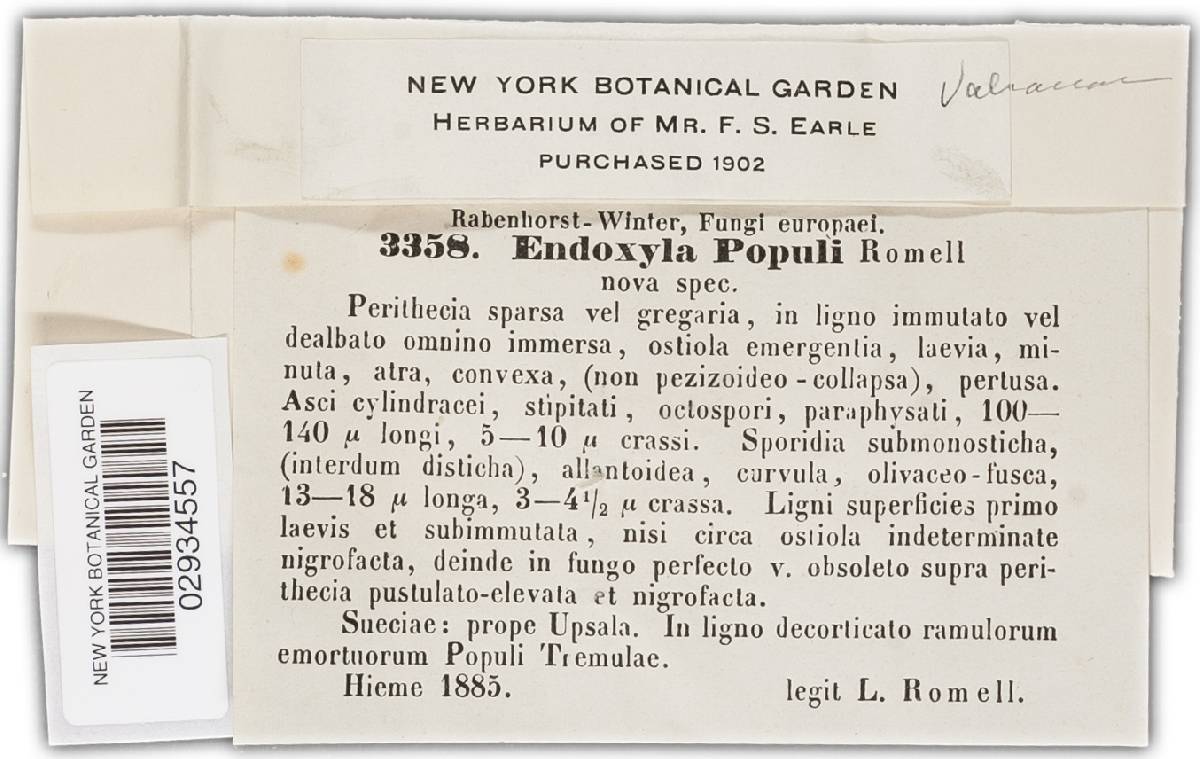 NEW YORK BOTANICAL GARDEN
HERBARIUM OF MR. F. S. EARLE
PURCHASED 1902
Rabenhorst-Winter, Fungi europaei.
3358. Endoxyla Populi Romell
nova spec.
Perithecia sparsa vel gregaria, in ligno immutato vel
dealbato omnino immersa, ostiola emergentia, laevia, mi-
nuta, atra, convexa, (non pezizoideo-collapsa), pertusa.
Asci cylindracei, stipitati, octospori, paraphysati, 100—
140 µ longi, 5—10 µ crassi. Sporidia submonosticha,
(interdum disticha), allantoidea, curvula, olivaceo-fusca,
13—18 µ longa, 3—4½ µ crassa. Ligni superficies primo
laevis et subimmutata, nisi circa ostiola indeterminate
nigrofacta, deinde in fungo perfecto v. obsoleto supra peri-
thecia pustulato-elevata et nigrofacta.
Sueciae: prope Upsala. In ligno decorticato ramulorum
emortuorum Populi Tremulae.
Hieme 1885. legit L. Romell.
NEW YORK BOTANICAL GARDEN
02934557